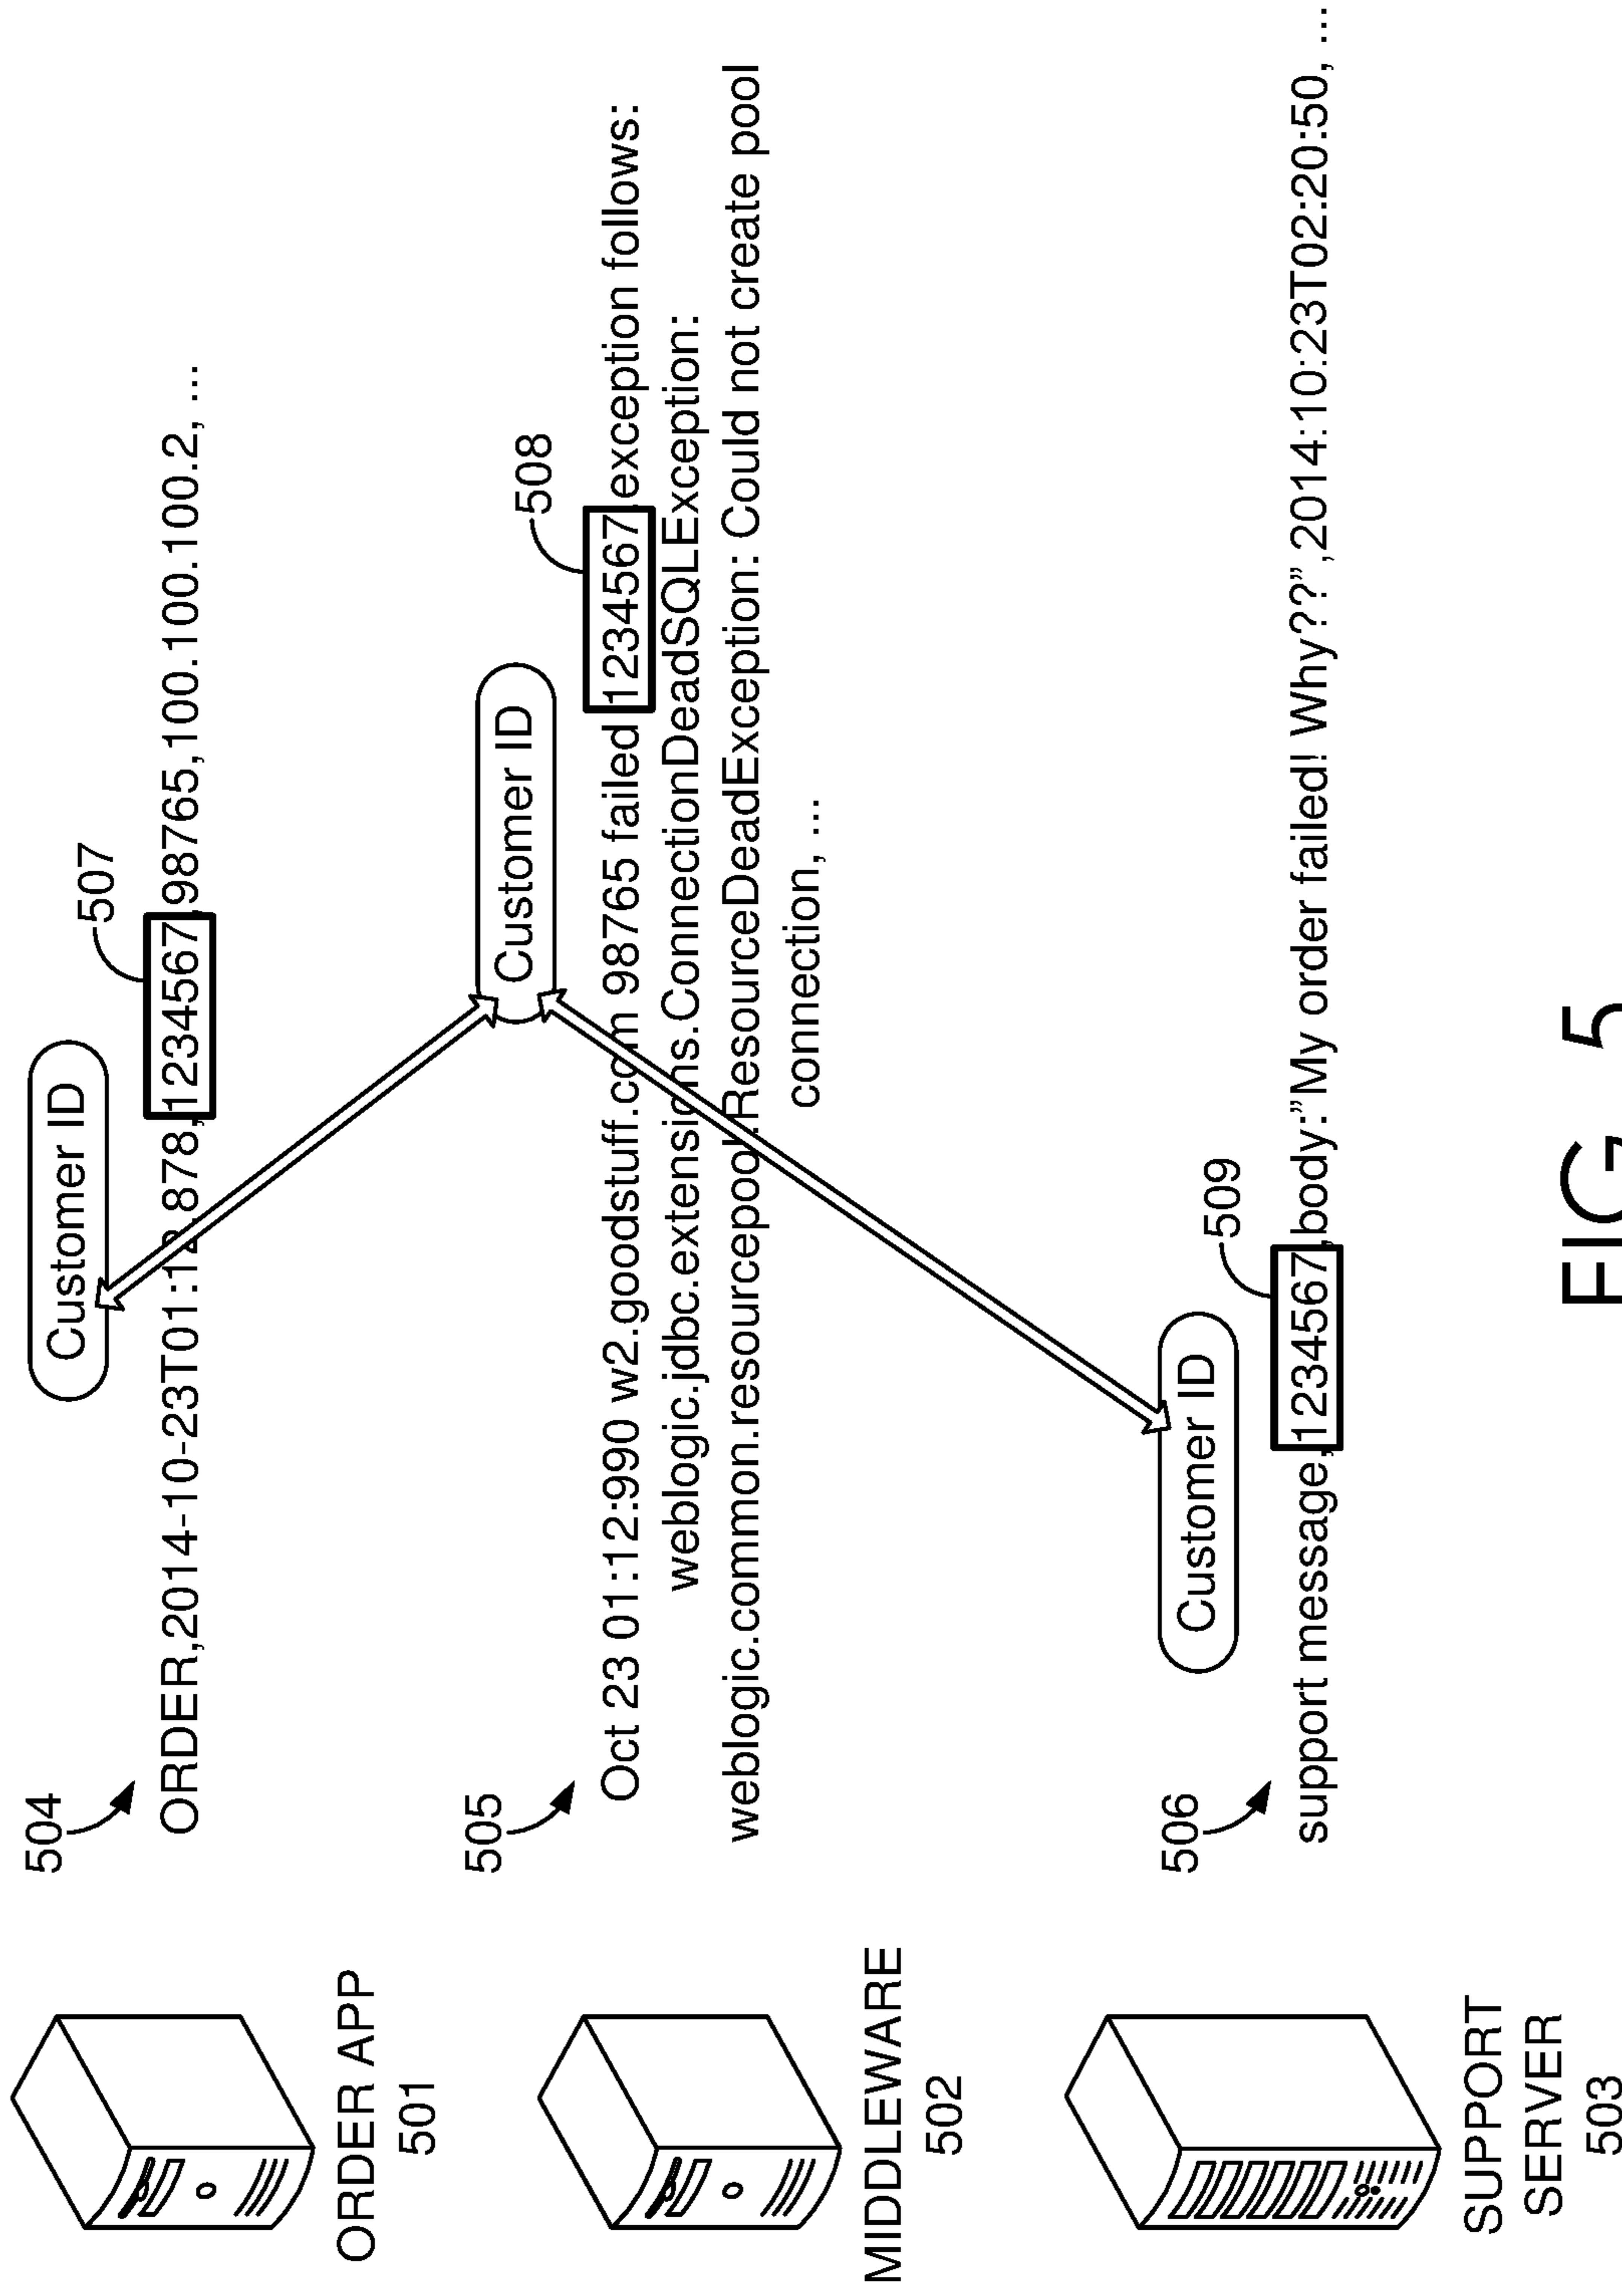 504
Customer ID
507
ORDER,2014-10-23T01:12:878,1234567,98765,100.100.100.2, ...
ORDER APP
501
505
Customer ID
508
Oct 23 01:12:990 w2.goodstuff.com 98765 failed 1234567 exception follows:
weblogic.jdbc.extensions.ConnectionDeadSQLException:
weblogic.common.resourcepool.ResourceDeadException: Could not create pool
connection, ...
MIDDLEWARE
502
506
Customer ID
509
support message,1234567,body:”My order failed! Why??”,2014:10:23T02:20:50, ...
SUPPORT
SERVER
503
FIG. 5